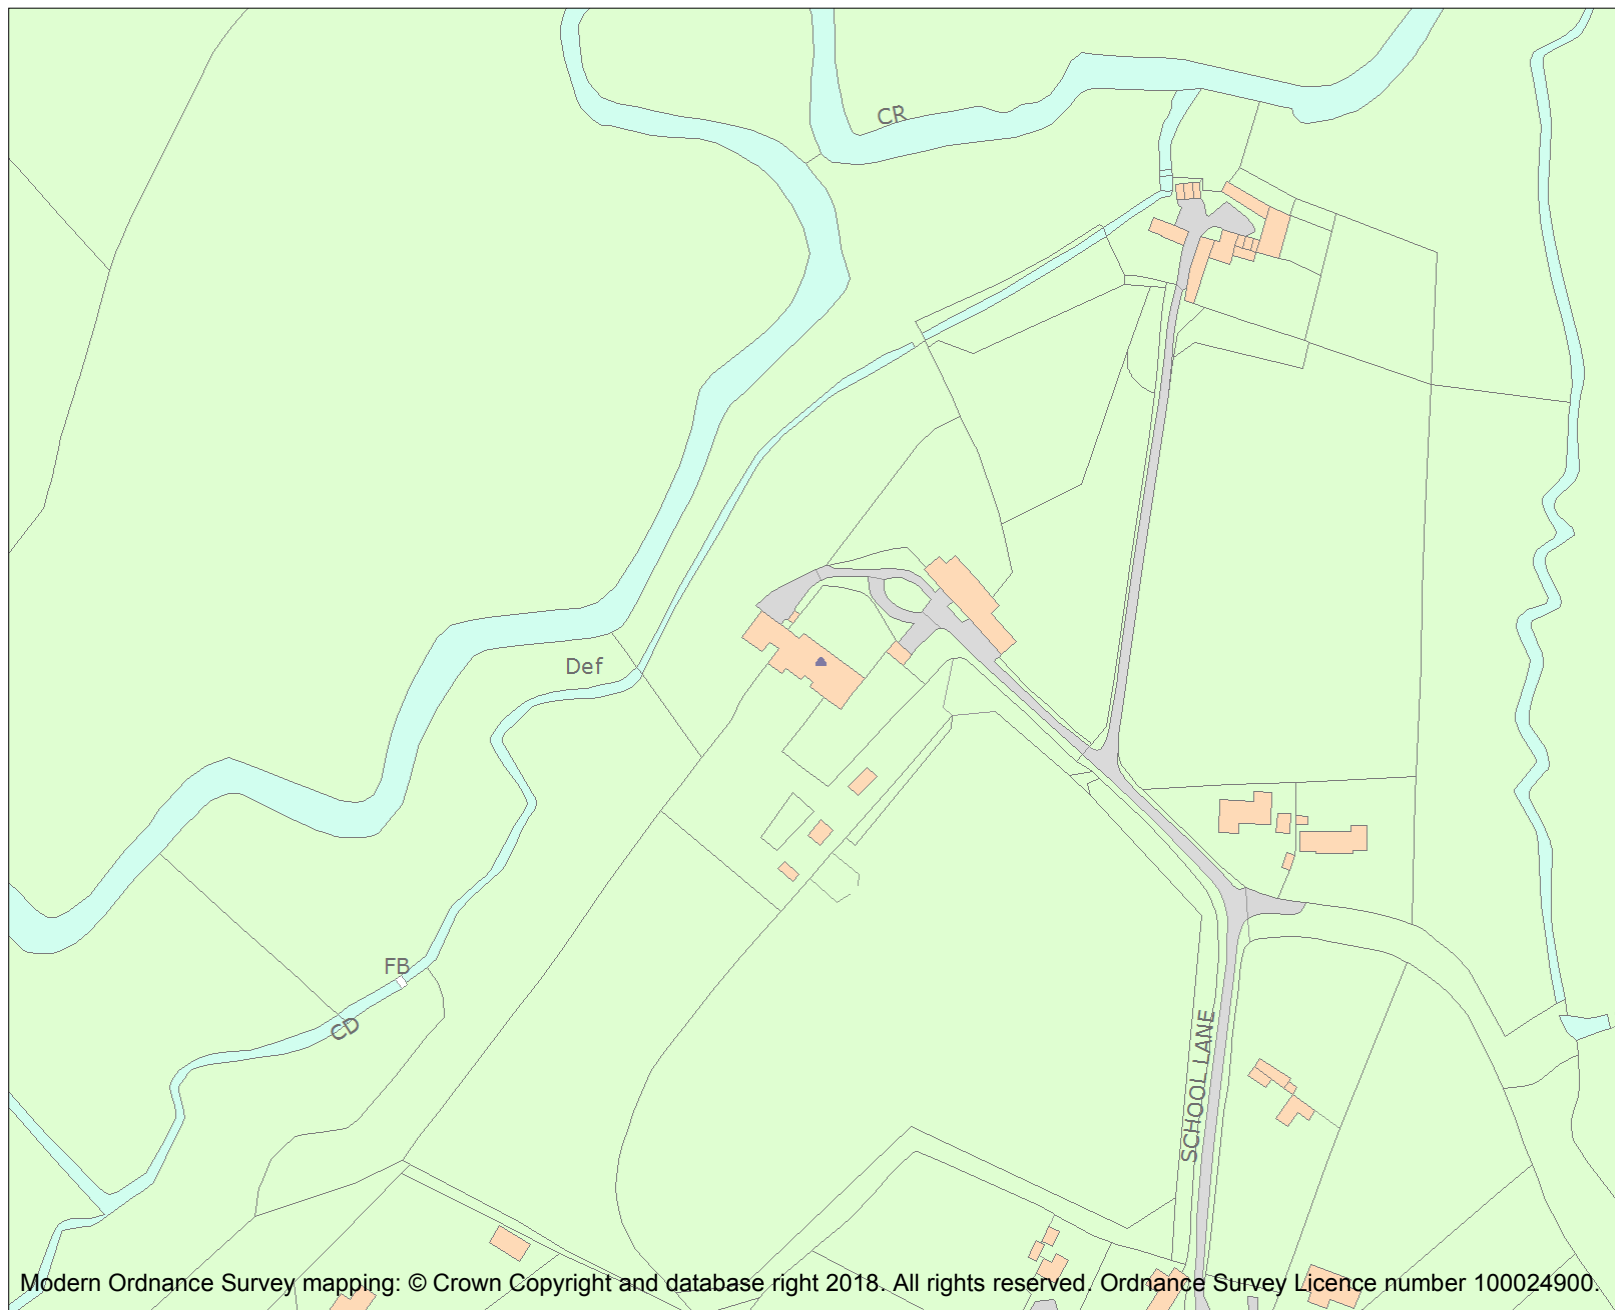 CR
Def
FB
CD
SCHOOL LANE
Modern Ordnance Survey mapping: © Crown Copyright and database right 2018. All rights reserved. Ordnance Survey Licence number 100024900.